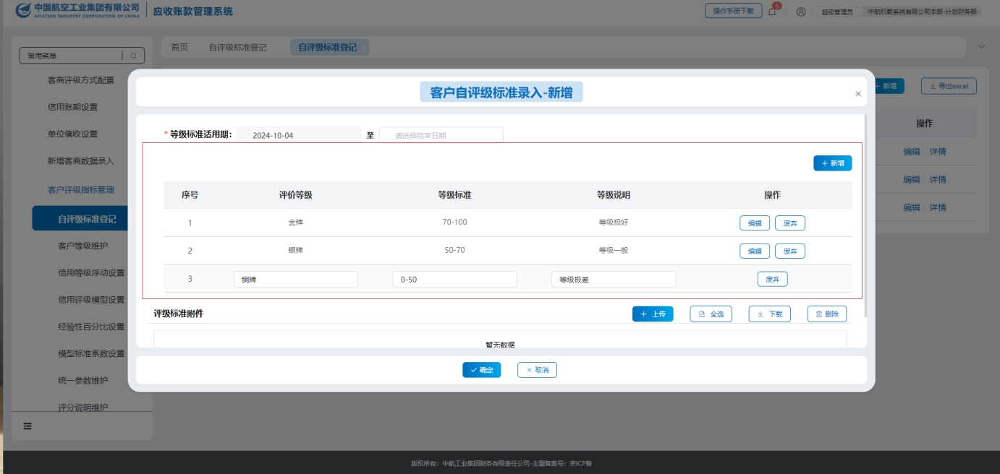 中国航空工业集团有限公司
AVIATION INDUSTRY CORPORATION OF CHINA
应收账款管理系统
操作手册下载
5
超级管理员
中航机载系统有限公司本部-计划财务部
常用菜单
首页
自评级标准登记
自评级标准登记
客商评级方式配置
信用账期设置
单位催收设置
新增客商数据录入
客户评级指标管理
自评级标准登记
客户等级维护
信用等级浮动设置
信用评级模型设置
经验性百分比设置
模型标准系数设置
统一参数维护
评分说明维护
+ 新增
导出excel
操作
编辑 详情
编辑 详情
编辑 详情
客户自评级标准录入-新增
×
* 等级标准适用期： 2024-10-04 至 请选择结束日期
+ 新增
序号 评价等级 等级标准 等级说明 操作
1 金牌 70-100 等级极好 编辑 废弃
2 银牌 50-70 等级一般 编辑 废弃
3 铜牌 0-50 等级极差 废弃
评级标准附件 + 上传 全选 下载 删除
暂无数据
确定 × 取消
版权所有：中航工业集团财务有限责任公司-主题备案号：京ICP备